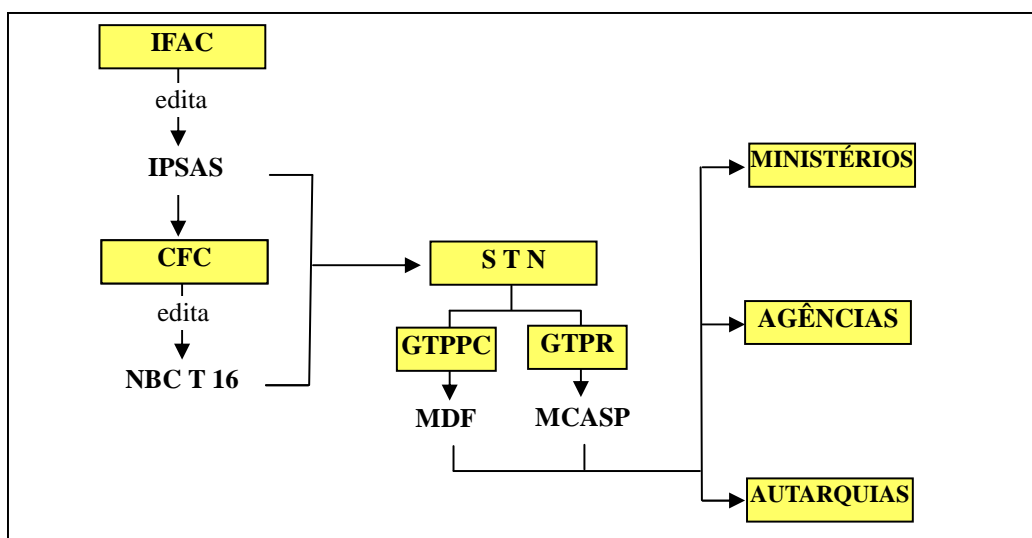 IFAC
edita
IPSAS
CFC
edita
NBC T 16
S T N
GTPPC
GTPR
MDF
MCASP
MINISTÉRIOS
AGÊNCIAS
AUTARQUIAS